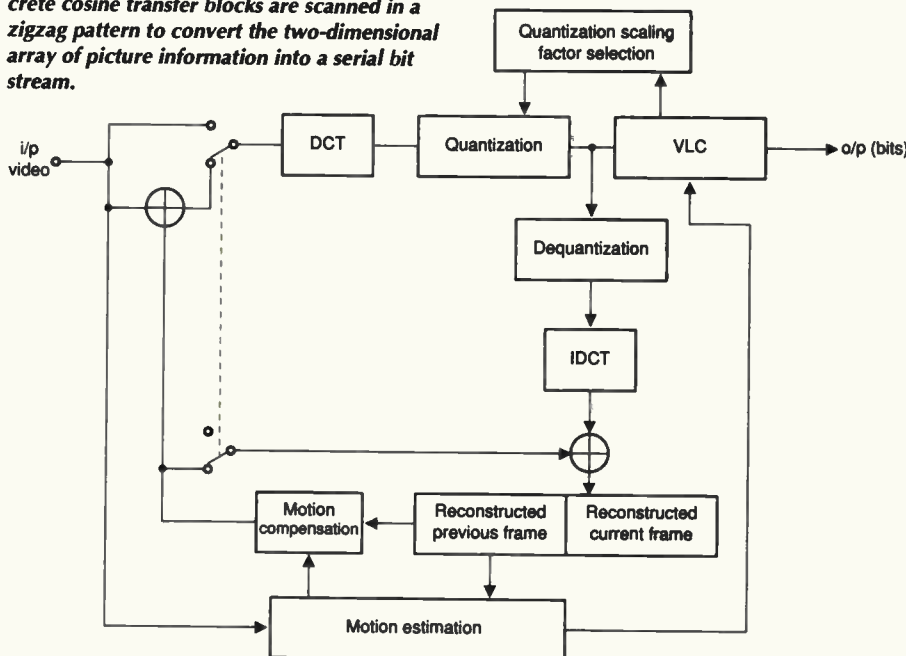 crete cosine transfer blocks are scanned in a
zigzag pattern to convert the two-dimensional
array of picture information into a serial bit
stream.
Quantization scaling
factor selection
i/p
video
DCT
Quantization
VLC
o/p (bits)
Dequantization
IDCT
Motion
compensation
Reconstructed
previous frame
Reconstructed
current frame
Motion estimation